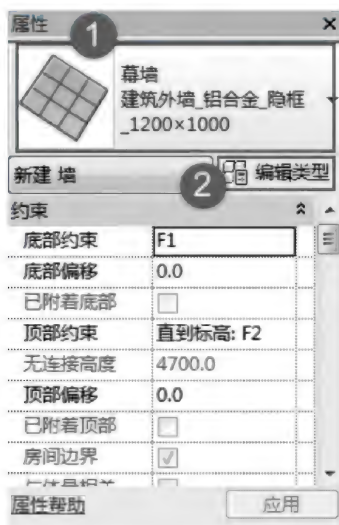 属性
1
幕墙
建筑外墙_铝合金_隐框
_1200×1000
新建 墙
2
编辑类型
约束
底部约束 F1
底部偏移 0.0
已附着底部
顶部约束 直到标高: F2
无连接高度 4700.0
顶部偏移 0.0
已附着顶部
房间边界
属性帮助
应用